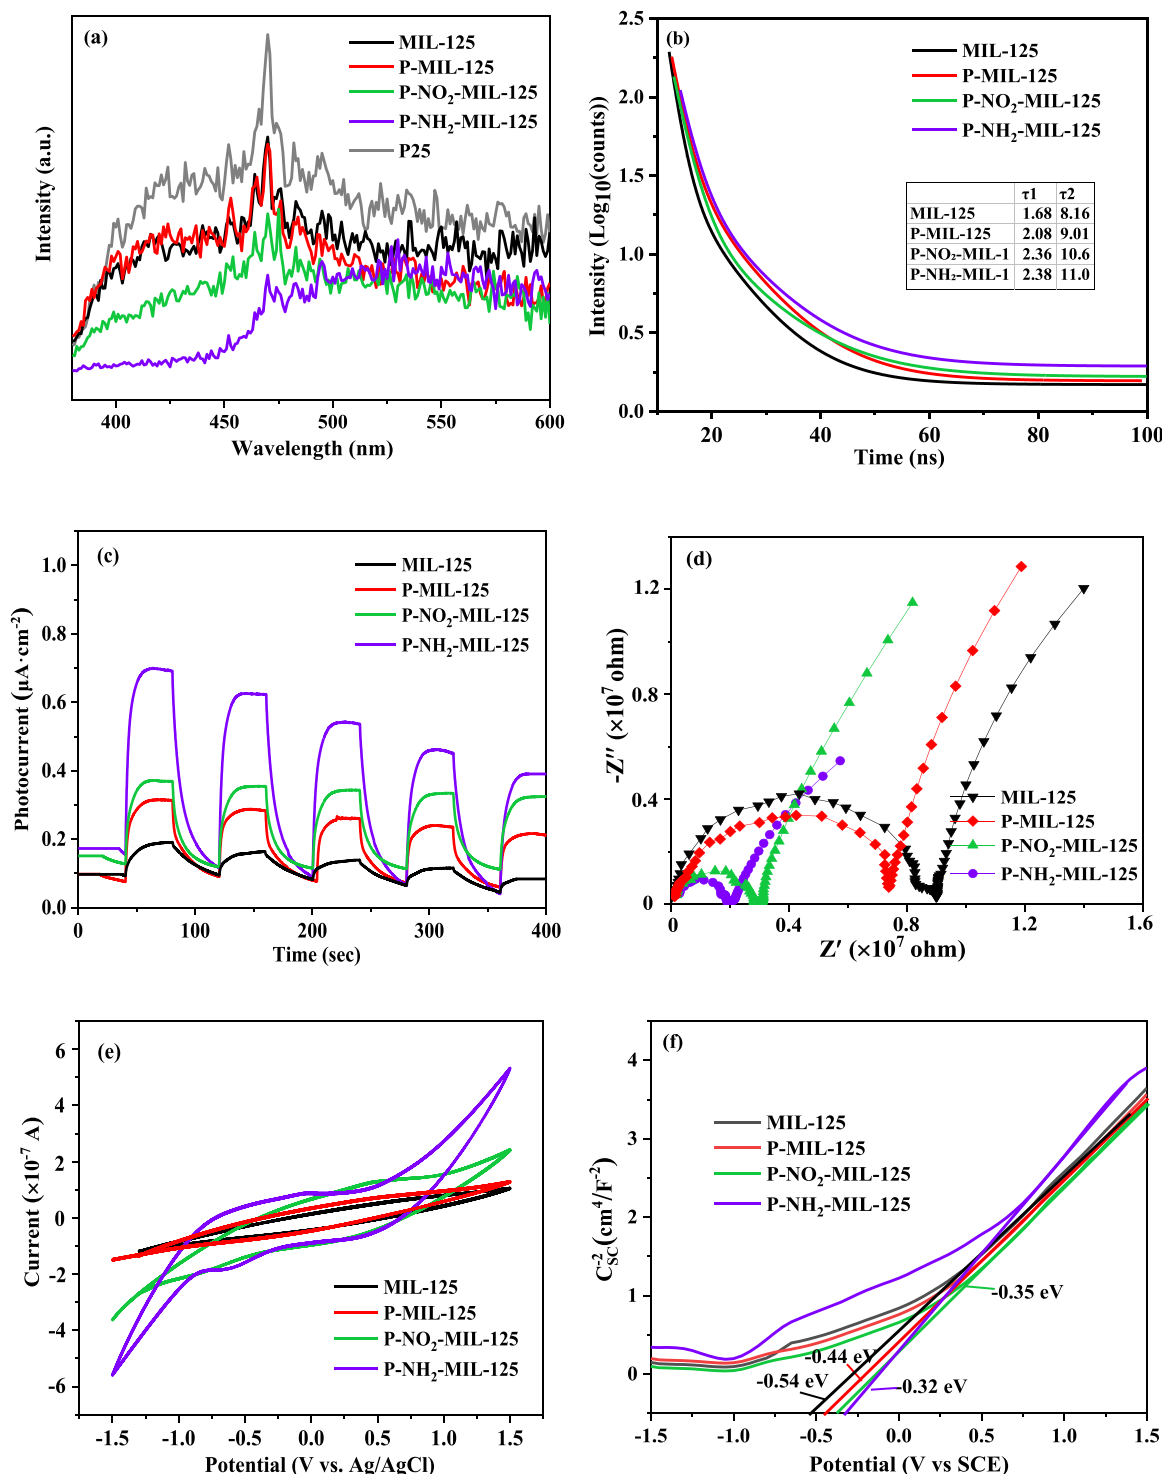 (a)
MIL-125
P-MIL-125
P-NO₂-MIL-125
P-NH₂-MIL-125
P25
Intensity (a.u.)
400 450 500 550 600
Wavelength (nm)
(b)
MIL-125
P-MIL-125
P-NO₂-MIL-125
P-NH₂-MIL-125
τ1 τ2
MIL-125 1.68 8.16
P-MIL-125 2.08 9.01
P-NO₂-MIL-1 2.36 10.6
P-NH₂-MIL-1 2.38 11.0
Intensity (Log₁₀(counts))
2.5
2.0
1.5
1.0
0.5
0.0
20 40 60 80 100
Time (ns)
(c)
MIL-125
P-MIL-125
P-NO₂-MIL-125
P-NH₂-MIL-125
Photocurrent (μA·cm⁻²)
1.0
0.8
0.6
0.4
0.2
0.0
0 50 100 150 200 250 300 350 400
Time (sec)
(d)
MIL-125
P-MIL-125
P-NO₂-MIL-125
P-NH₂-MIL-125
-Z′′ (×10⁷ ohm)
1.2
0.8
0.4
0
0 0.4 0.8 1.2 1.6
Z′ (×10⁷ ohm)
(e)
MIL-125
P-MIL-125
P-NO₂-MIL-125
P-NH₂-MIL-125
Current (×10⁻⁷ A)
6
4
2
0
-2
-4
-6
-1.5 -1.0 -0.5 0.0 0.5 1.0 1.5
Potential (V vs. Ag/AgCl)
(f)
MIL-125
P-MIL-125
P-NO₂-MIL-125
P-NH₂-MIL-125
-0.35 eV
-0.44 eV
-0.54 eV
-0.32 eV
C_SC⁻²(cm⁴/F⁻²)
4
3
2
1
0
-1.5 -1.0 -0.5 0.0 0.5 1.0 1.5
Potential (V vs SCE)